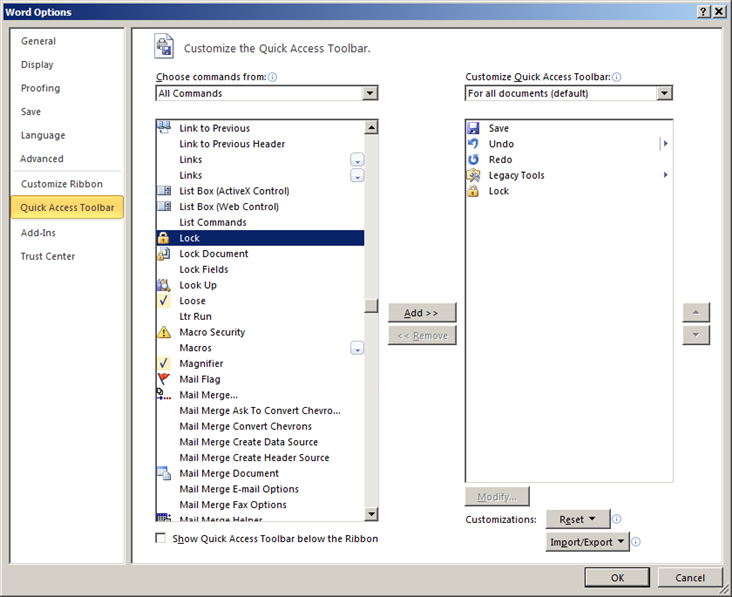 Word Options
General
Display
Proofing
Save
Language
Advanced
Customize Ribbon
Quick Access Toolbar
Add-Ins
Trust Center
Customize the Quick Access Toolbar.
Choose commands from:
All Commands
Link to Previous
Link to Previous Header
Links
Links
List Box (ActiveX Control)
List Box (Web Control)
List Commands
Lock
Lock Document
Lock Fields
Look Up
Loose
Ltr Run
Macro Security
Macros
Magnifier
Mail Flag
Mail Merge...
Mail Merge Ask To Convert Chevro...
Mail Merge Convert Chevrons
Mail Merge Create Data Source
Mail Merge Create Header Source
Mail Merge Document
Mail Merge E-mail Options
Mail Merge Fax Options
Mail Merge Helper
Show Quick Access Toolbar below the Ribbon
Add >>
<< Remove
Customize Quick Access Toolbar:
For all documents (default)
Save
Undo
Redo
Legacy Tools
Lock
Modify...
Customizations:
Reset
Import/Export
OK
Cancel